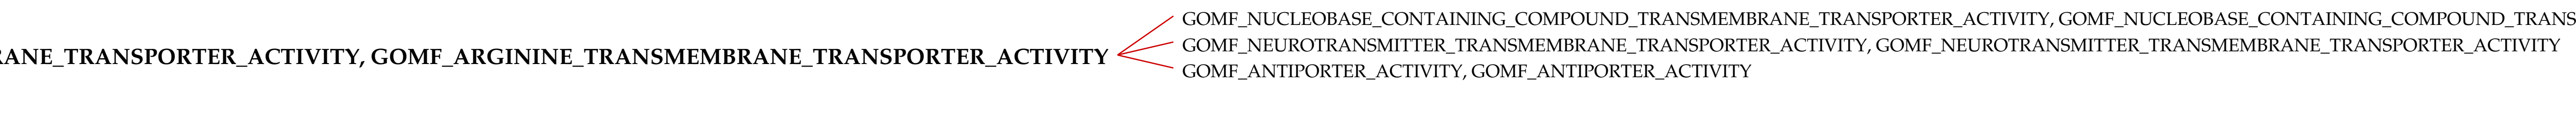 GOMF_NUCLEOBASE_CONTAINING_COMPOUND_TRANSMEMBRANE_TRANSPORTER_ACTIVITY, GOMF_NUCLEOBASE_CONTAINING_COMPOUND_TRANS
RANE_TRANSPORTER_ACTIVITY, GOMF_ARGININE_TRANSMEMBRANE_TRANSPORTER_ACTIVITY
GOMF_NEUROTRANSMITTER_TRANSMEMBRANE_TRANSPORTER_ACTIVITY, GOMF_NEUROTRANSMITTER_TRANSMEMBRANE_TRANSPORTER_ACTIVITY
GOMF_ANTIPORTER_ACTIVITY, GOMF_ANTIPORTER_ACTIVITY